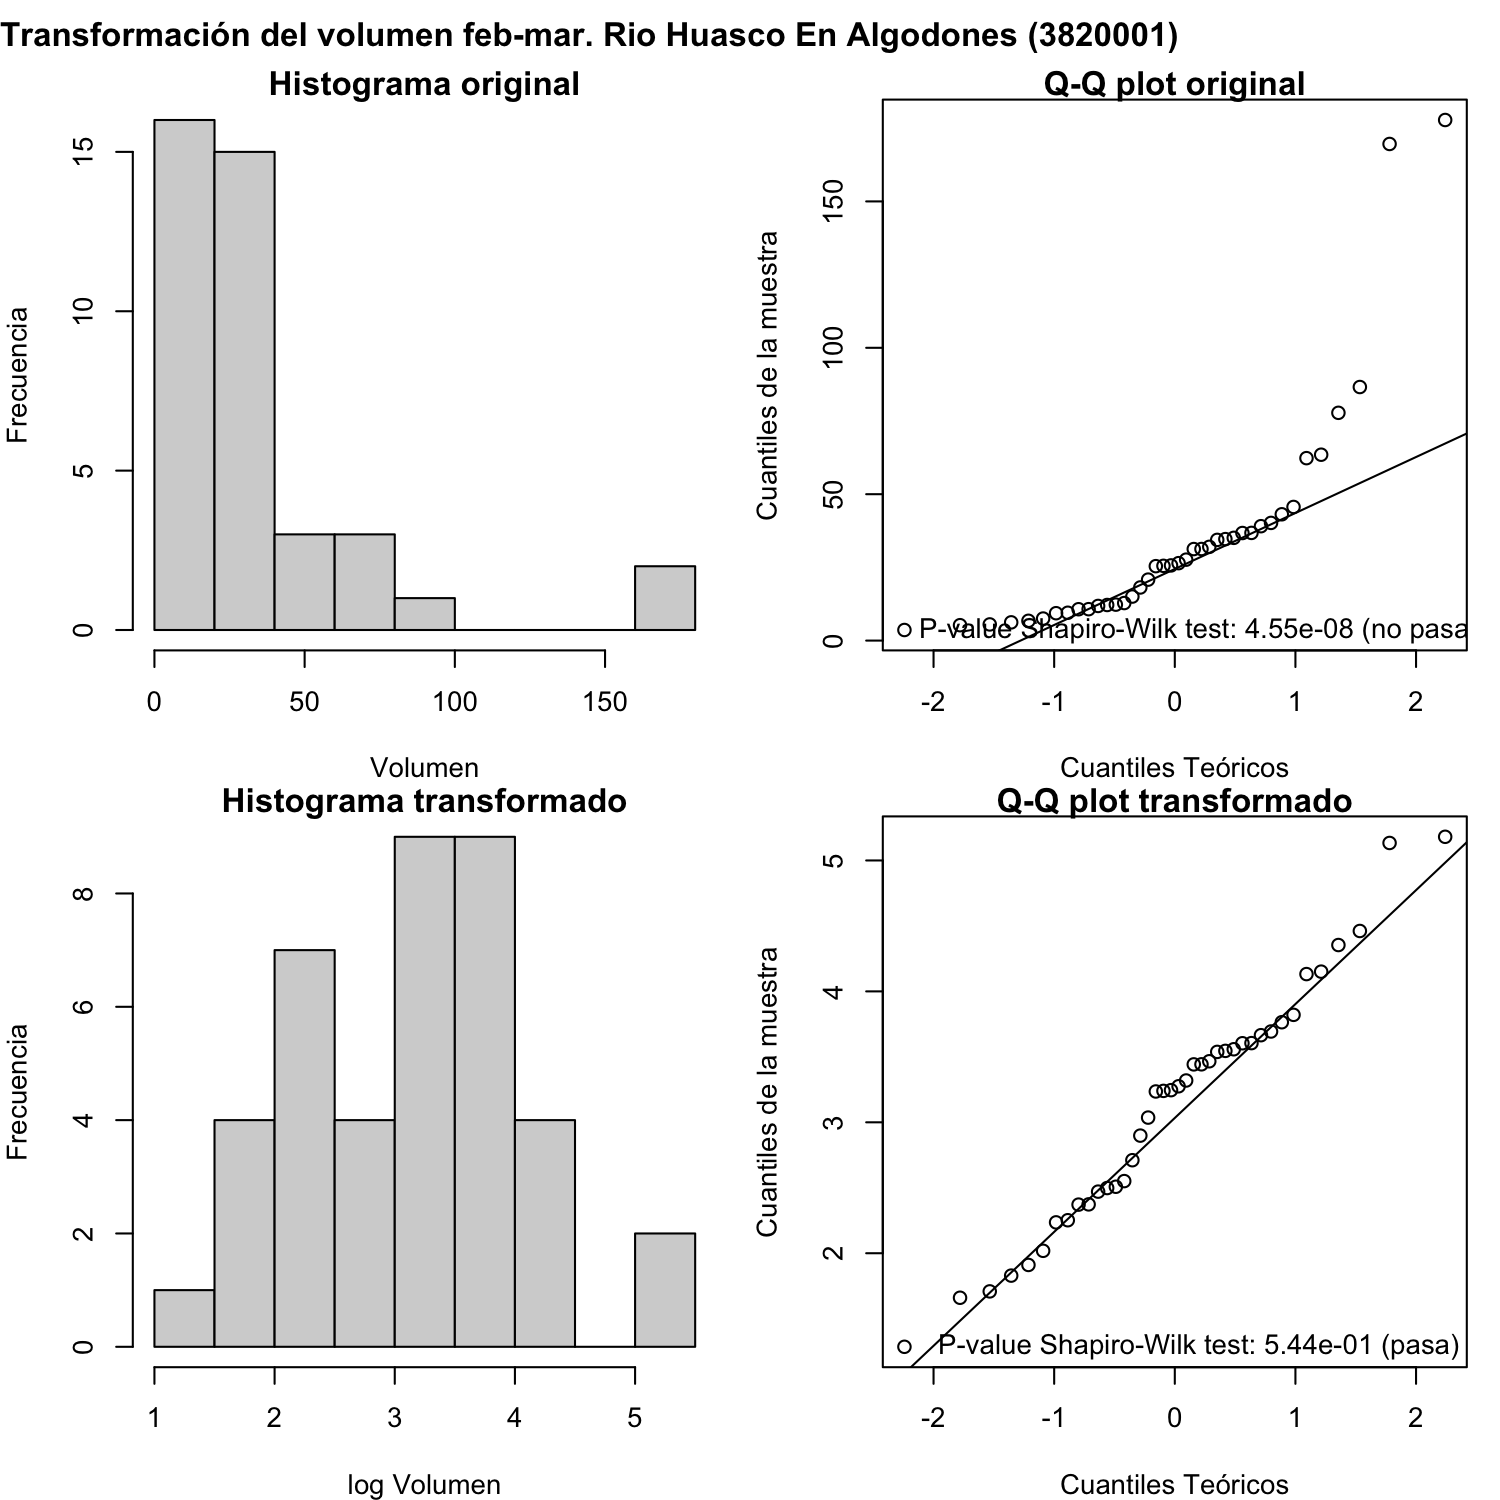 Transformación del volumen feb-mar. Rio Huasco En Algodones (3820001)
Histograma original
Frecuencia
15
10
5
0
0 50 100 150
Volumen
Q-Q plot original
Cuantiles de la muestra
150
100
50
0
P-value Shapiro-Wilk test: 4.55e-08 (no pasa
-2 -1 0 1 2
Cuantiles Teóricos
Histograma transformado
Frecuencia
8
6
4
2
0
1 2 3 4 5
log Volumen
Q-Q plot transformado
Cuantiles de la muestra
5
4
3
2
P-value Shapiro-Wilk test: 5.44e-01 (pasa)
-2 -1 0 1 2
Cuantiles Teóricos